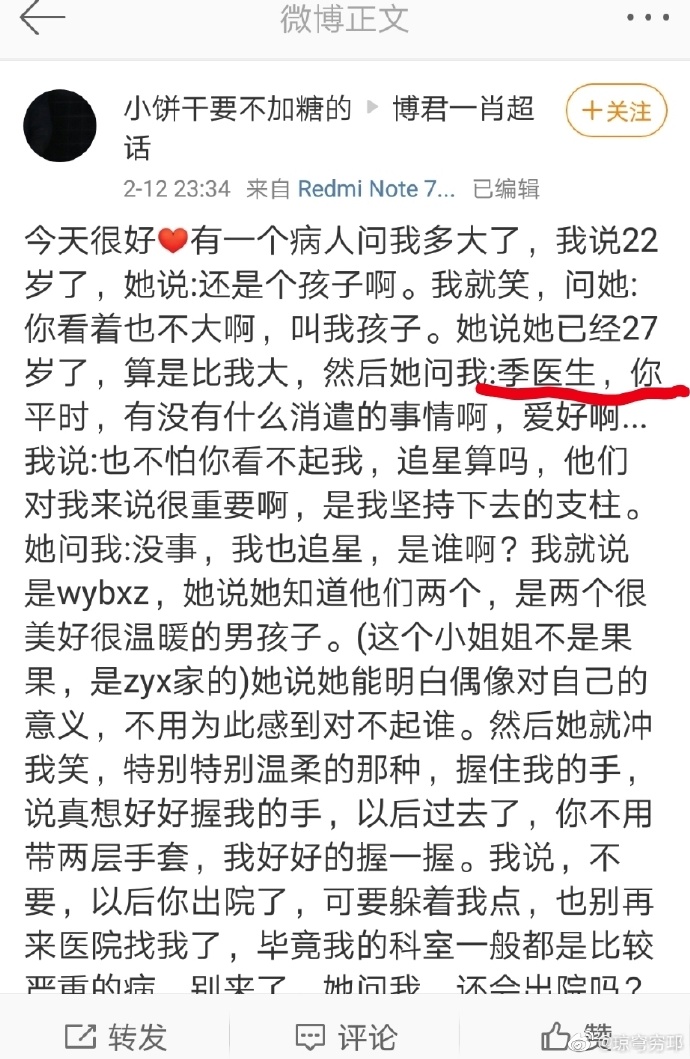 微博正文
小饼干要不加糖的 博君一肖超
话
+关注
2-12 23:34 来自 Redmi Note 7... 已编辑
今天很好❤有一个病人问我多大了，我说22
岁了，她说:还是个孩子啊。我就笑，问她:
你看着也不大啊，叫我孩子。她说她已经27
岁了，算是比我大，然后她问我:季医生，你
平时，有没有什么消遣的事情啊，爱好啊...
我说:也不怕你看不起我，追星算吗，他们
对我来说很重要啊，是我坚持下去的支柱。
她问我:没事，我也追星，是谁啊？我就说
是wybxz，她说她知道他们两个，是两个很
美好很温暖的男孩子。(这个小姐姐不是果
果，是zyx家的)她说她能明白偶像对自己的
意义，不用为此感到对不起谁。然后她就冲
我笑，特别特别温柔的那种，握住我的手，
说真想好好握我的手，以后过去了，你不用
带两层手套，我好好的握一握。我说，不
要，以后你出院了，可要躲着我点，也别再
来医院找我了，毕竟我的科室一般都是比较
严重的病，别来了，她问我，还会出院吗？
转发
评论
赞